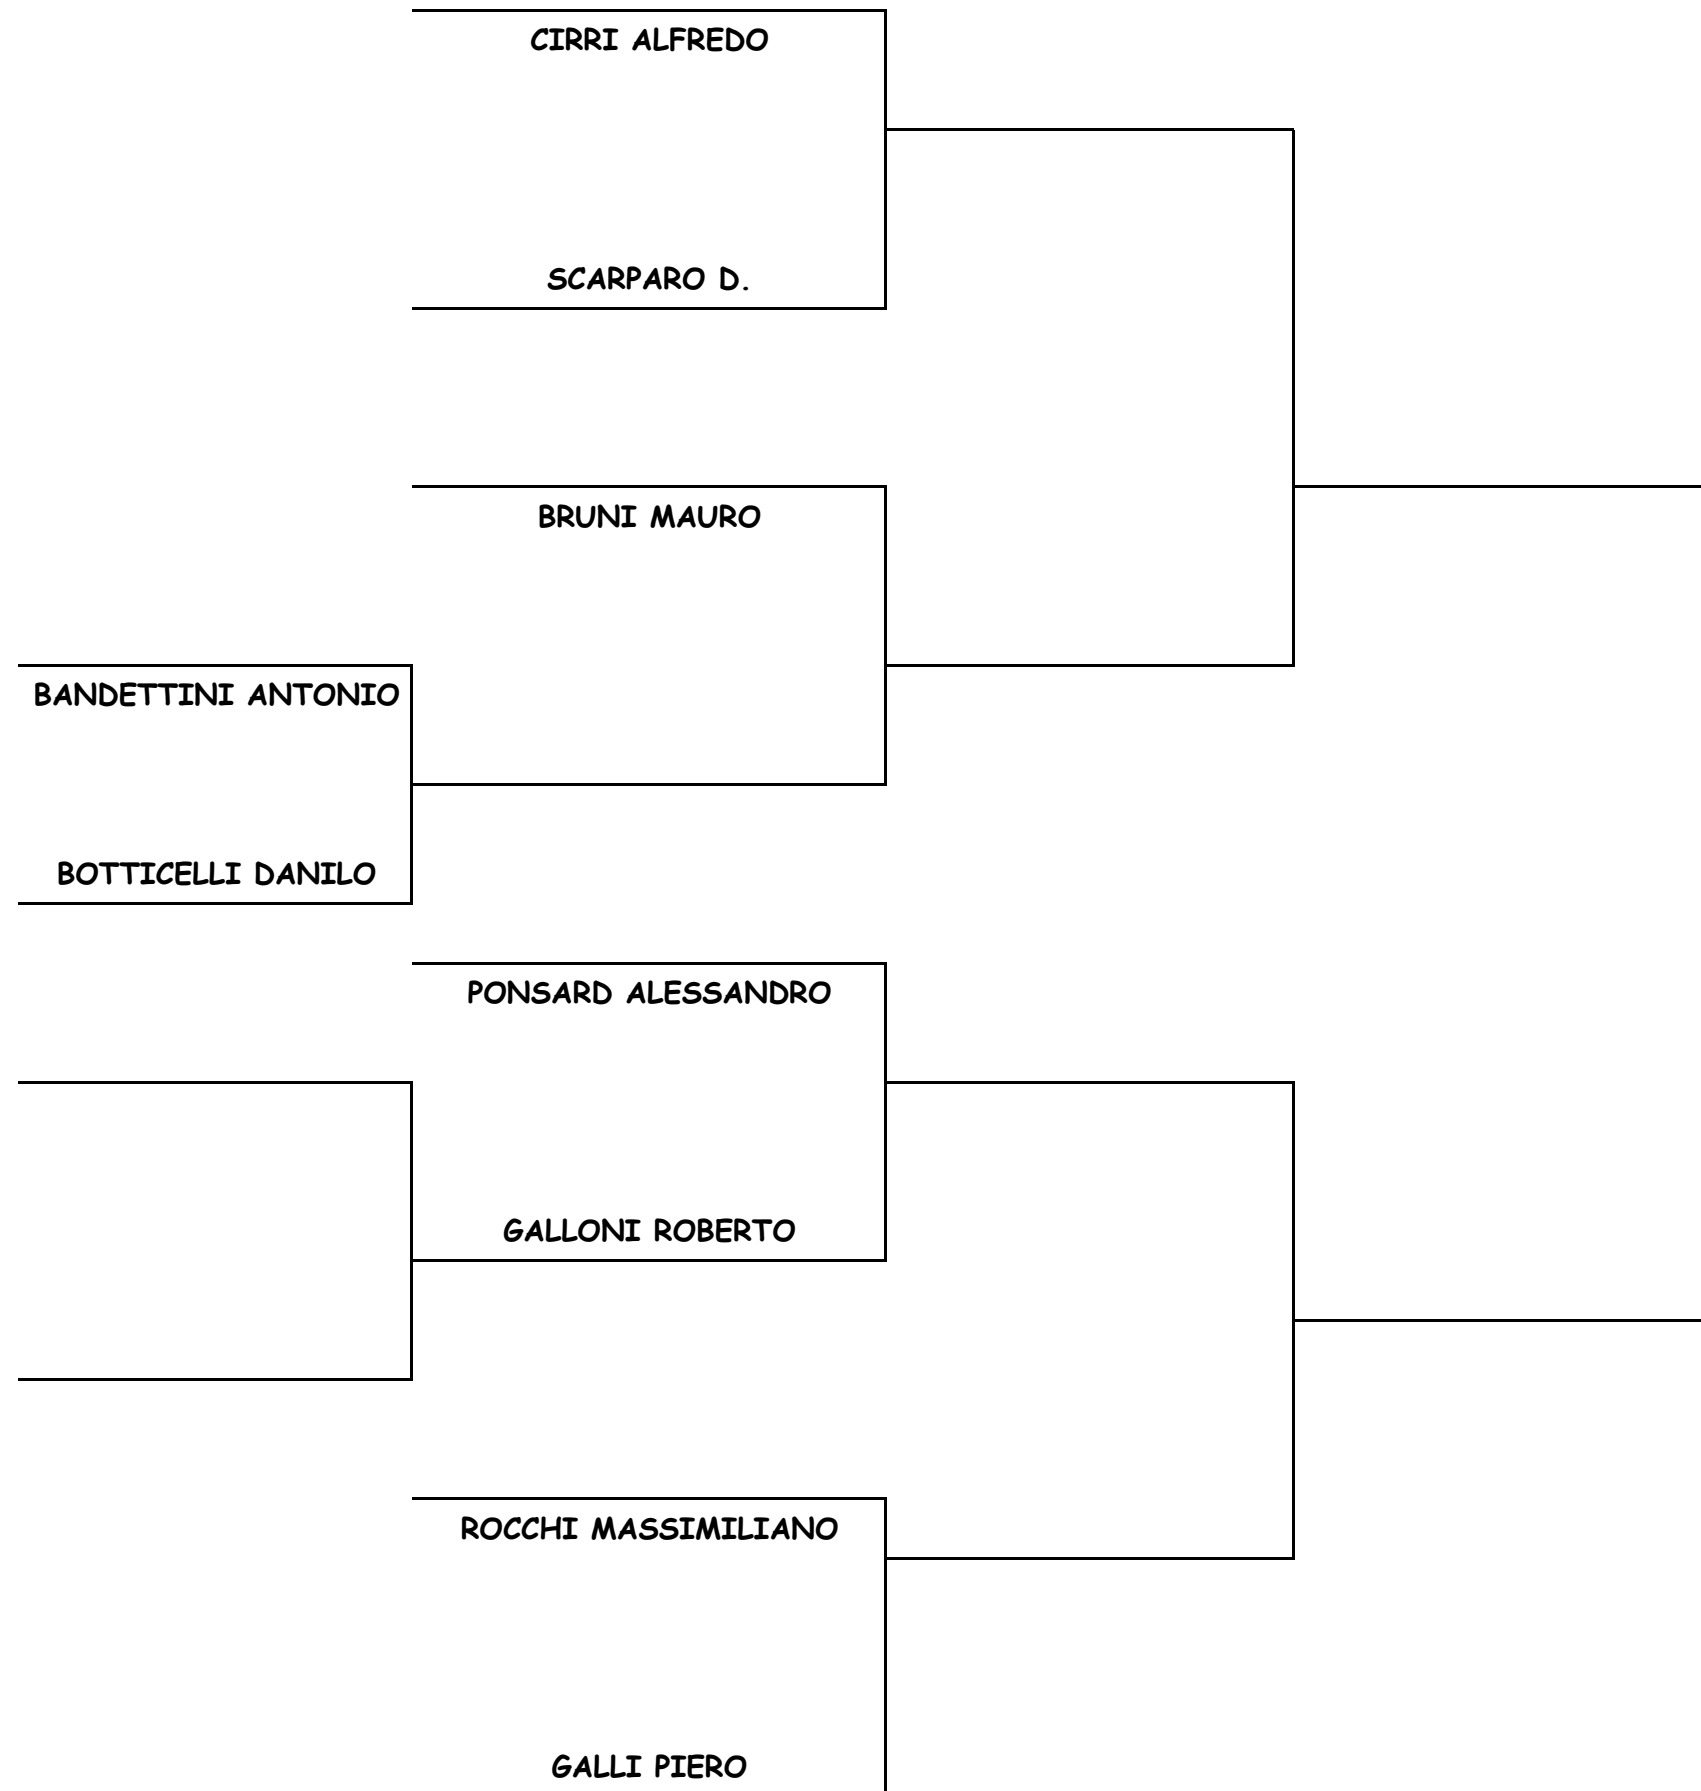 CIRRI ALFREDO
SCARPARO D.
BRUNI MAURO
BANDETTINI ANTONIO
BOTTICELLI DANILO
PONSARD ALESSANDRO
GALLONI ROBERTO
ROCCHI MASSIMILIANO
GALLI PIERO